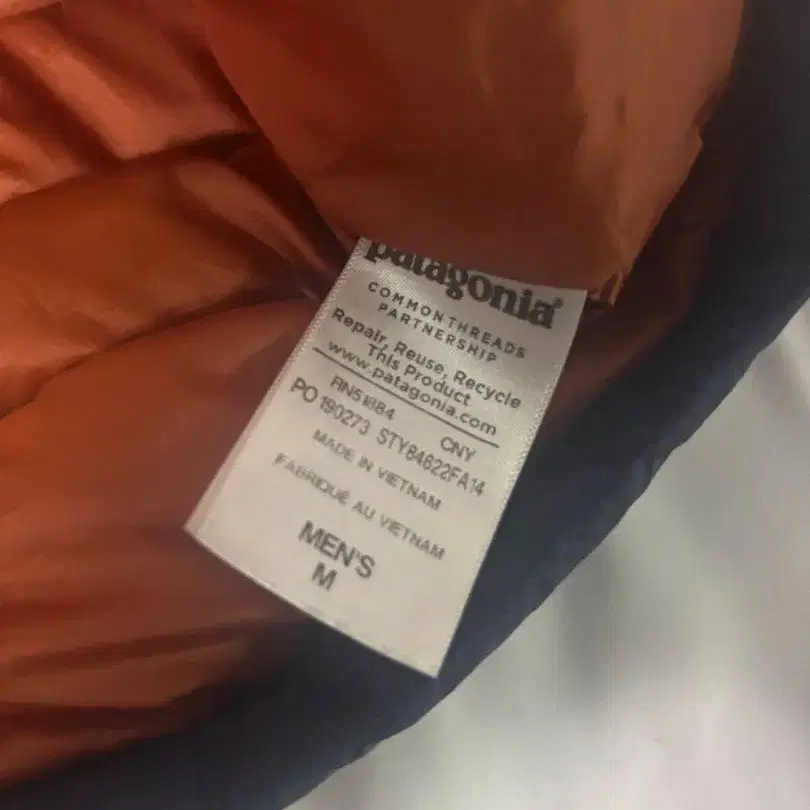 patagonia®
COMMONTHREADS
PARTNERSHIP
Repair, Reuse, Recycle
This Product
www.patagonia.com
RN51884 CNY
PO 190273 STY84622FA14
MADE IN VIETNAM
FABRIQUÉ AU VIETNAM
MEN'S
M